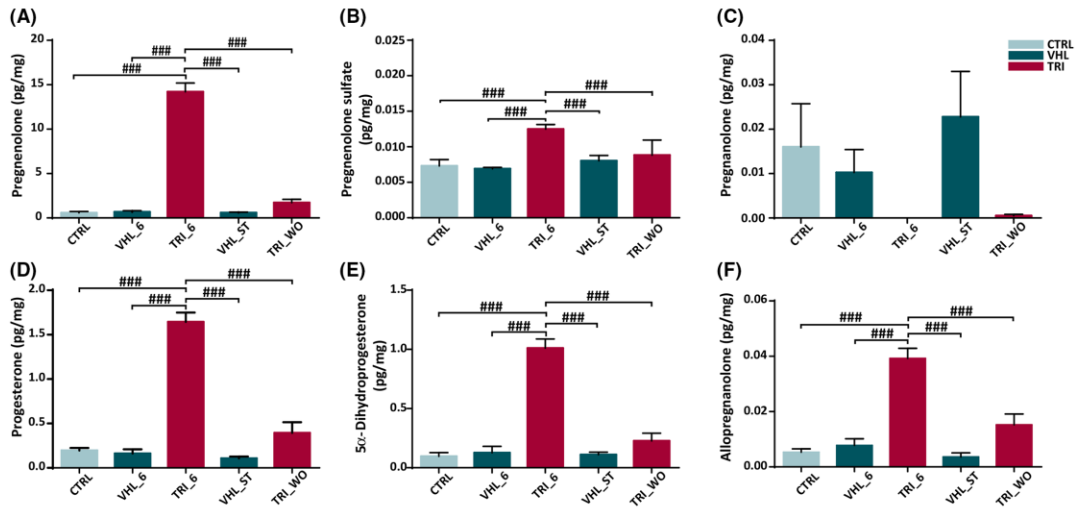 (A)
Pregnenolone (pg/mg)
20
15
10
5
0
###
###
###
###
CTRL
VHL_6
TRI_6
VHL_ST
TRI_WO
(B)
Pregnenolone sulfate
(pg/mg)
0.025
0.020
0.015
0.010
0.005
0.000
###
###
###
###
CTRL
VHL_6
TRI_6
VHL_ST
TRI_WO
(C)
Pregnanolone (pg/mg)
0.04
0.03
0.02
0.01
0.00
CTRL
VHL
TRI
CTRL
VHL_6
TRI_6
VHL_ST
TRI_WO
(D)
Progesterone (pg/mg)
2.0
1.5
1.0
0.5
0.0
###
###
###
###
CTRL
VHL_6
TRI_6
VHL_ST
TRI_WO
(E)
5α-Dihydroprogesterone
(pg/mg)
1.5
1.0
0.5
0.0
###
###
###
###
CTRL
VHL_6
TRI_6
VHL_ST
TRI_WO
(F)
Allopregnanolone (pg/mg)
0.06
0.04
0.02
0.00
###
###
###
###
CTRL
VHL_6
TRI_6
VHL_ST
TRI_WO